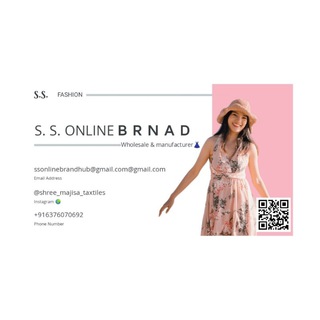 S.S. FASHION
S. S. ONLINE BRNAD
Wholesale & manufacturer👗
ssonlinebrandhub@gmail.com@gmail.com
Email Address
@shree_majisa_taxtiles
Instagram 🌍
+916376070692
Phone Number